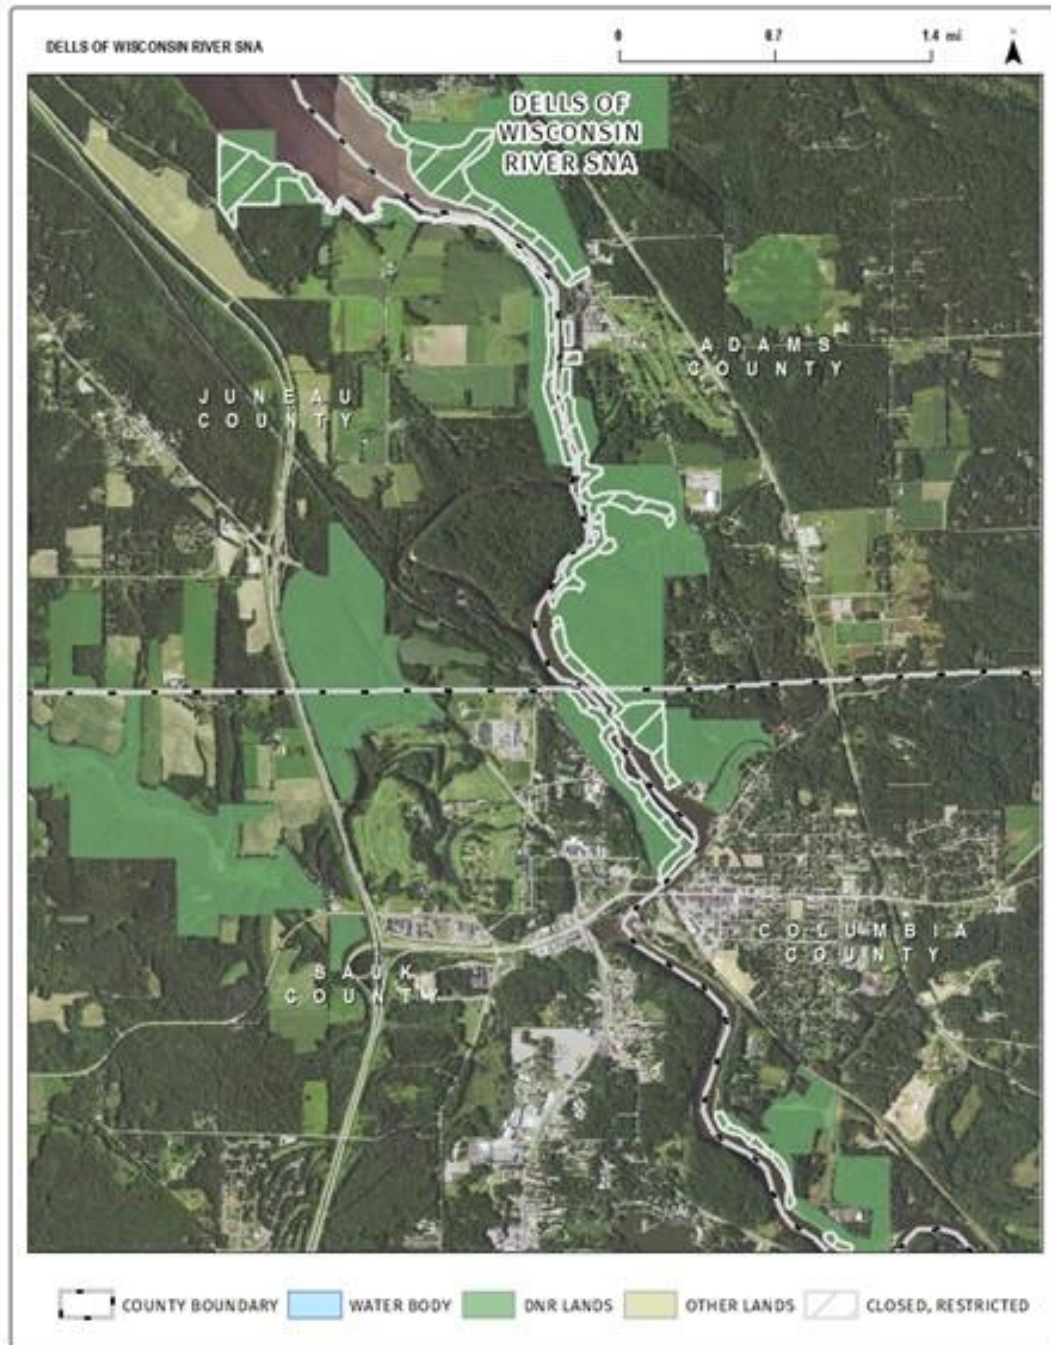 DELLS OF WISCONSIN RIVER SNA
0 0.7 1.4 mi
DELLS OF
WISCONSIN
RIVER SNA
ADAMS
COUNTY
JUNEAU
COUNTY
COLUMBIA
COUNTY
SAUK
COUNTY
COUNTY BOUNDARY WATER BODY DNR LANDS OTHER LANDS CLOSED, RESTRICTED